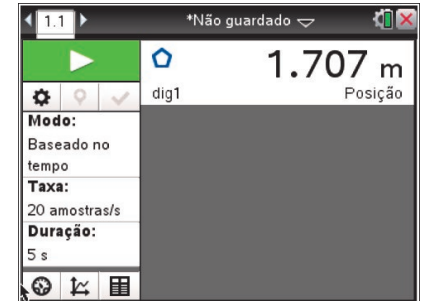 1.1
*Não guardado
1.707 m
dig1
Posição
Modo:
Baseado no
tempo
Taxa:
20 amostras/s
Duração:
5 s